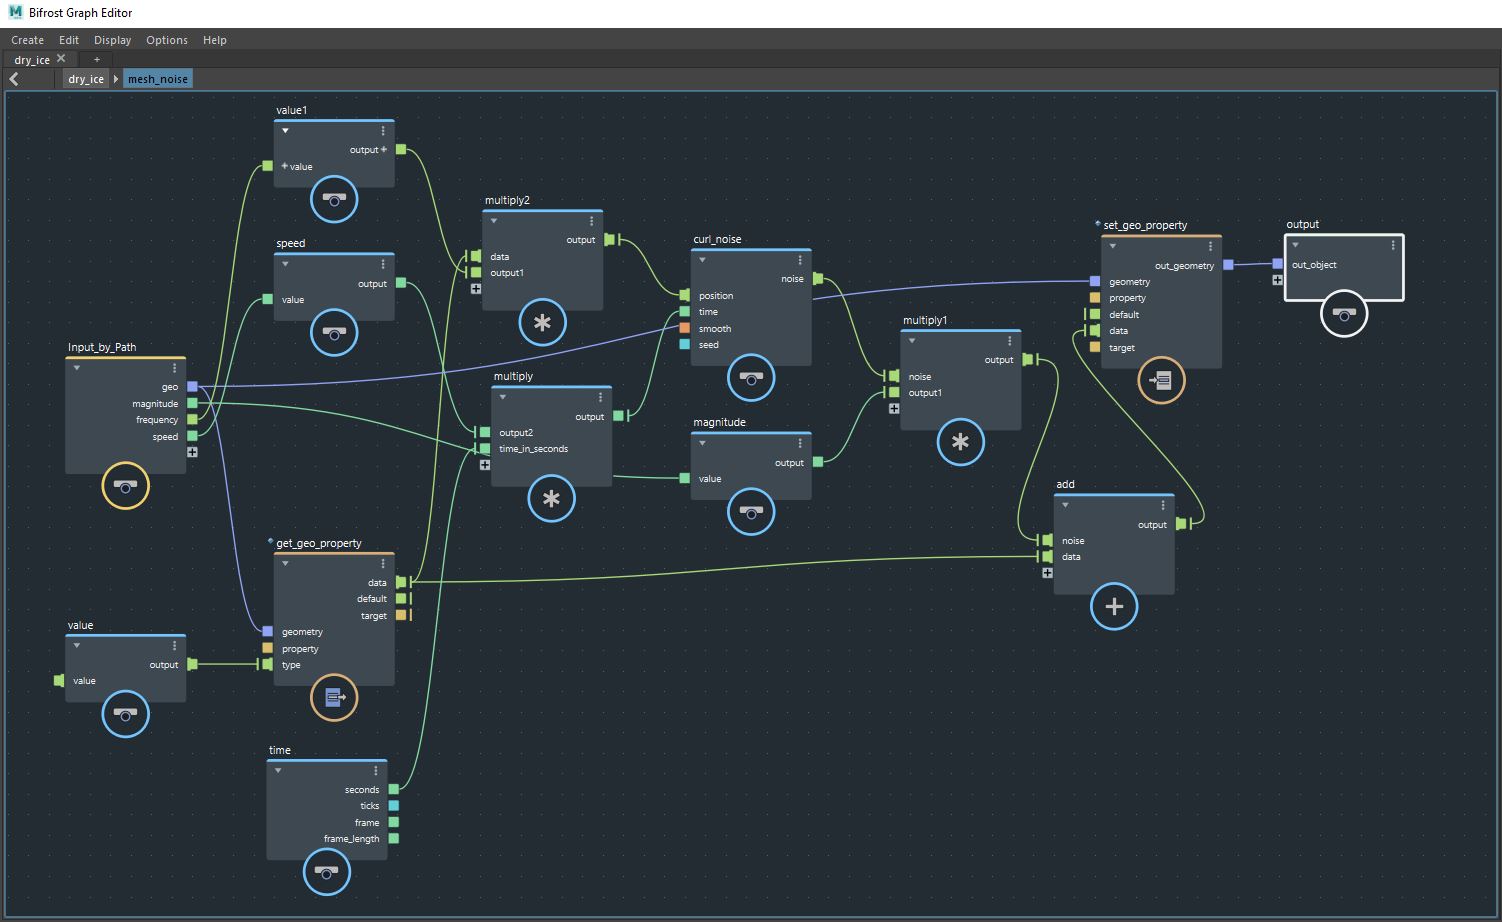 M Bifrost Graph Editor
Create Edit Display Options Help
dry_ice
dry_ice mesh_noise
value1
output
value
speed
output
value
Input_by_Path
geo
magnitude
frequency
speed
value
output
value
get_geo_property
data
default
target
geometry
property
type
time
seconds
ticks
frame
frame_length
multiply2
output
data
output1
multiply
output
output2
time_in_seconds
curl_noise
noise
position
time
smooth
seed
magnitude
output
value
multiply1
output
noise
output1
add
output
noise
data
set_geo_property
out_geometry
geometry
property
default
data
target
output
out_object